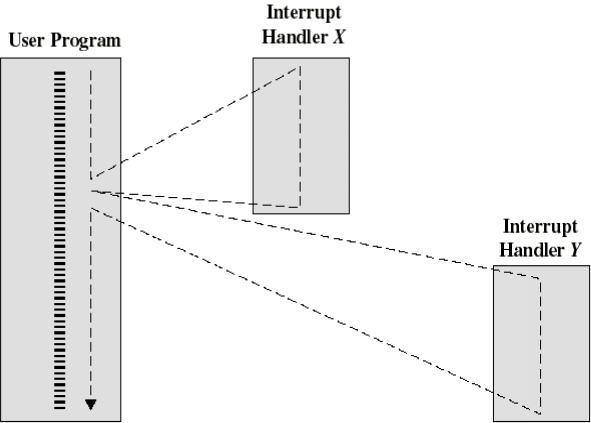 User Program
Interrupt
Handler X
Interrupt
Handler Y